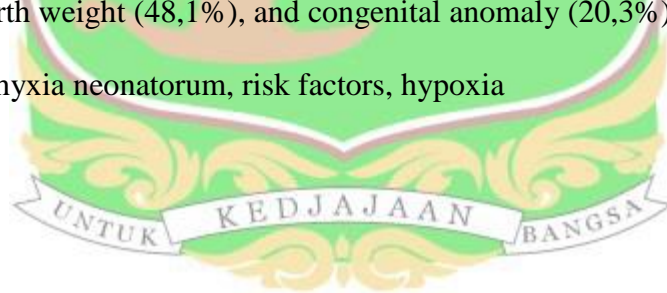 rth weight (48,1%), and congenital anomaly (20,3%)
hyxia neonatorum, risk factors, hypoxia
UNTUK KEDJAJAAN BANGSA